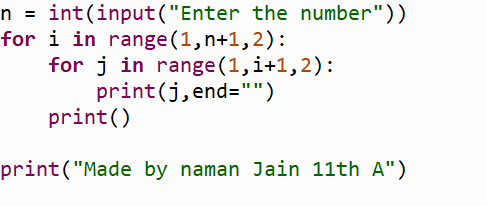 n = int(input("Enter the number"))
for i in range(1,n+1,2):
    for j in range(1,i+1,2):
        print(j,end="")
    print()

print("Made by naman Jain 11th A")